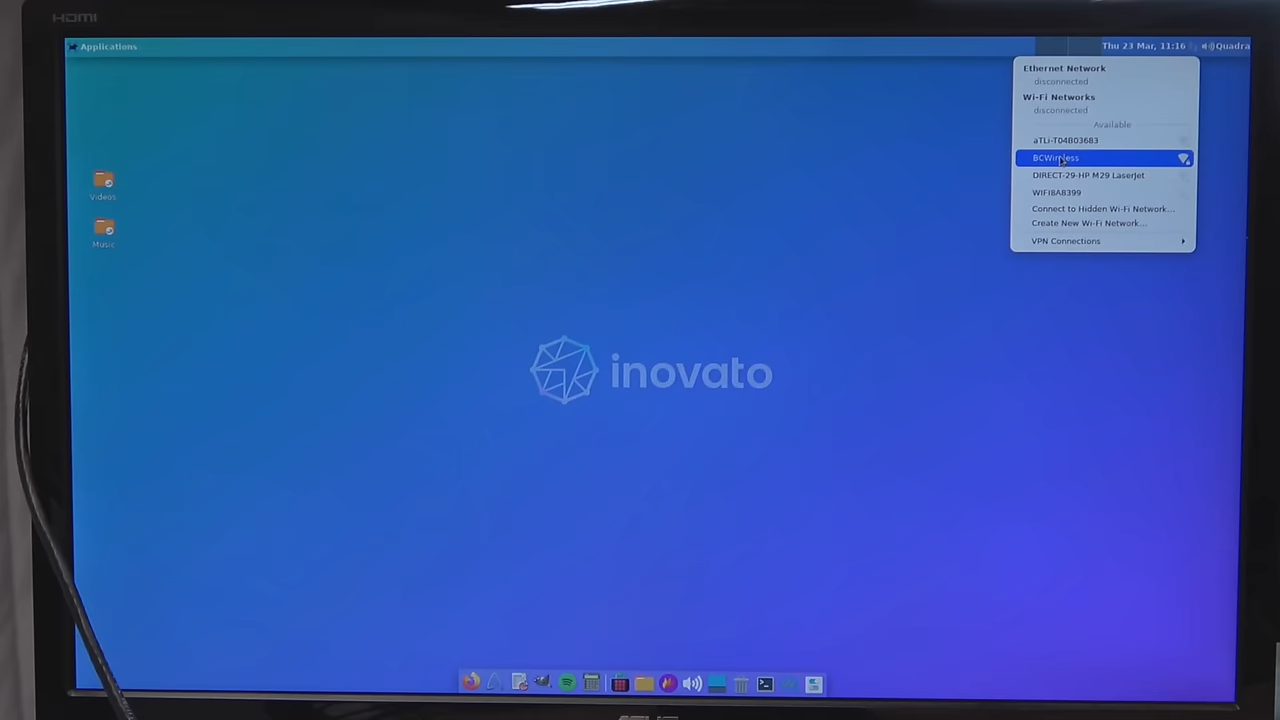 HDMI
Applications
Thu 23 Mar, 11:16
Quadra
Ethernet Network
disconnected
Wi-Fi Networks
disconnected
Available
aTLi-T04B036B3
BCWireless
DIRECT-29-HP M29 LaserJet
WIFI8A8399
Connect to Hidden Wi-Fi Network...
Create New Wi-Fi Network...
VPN Connections
Videos
Music
inovato